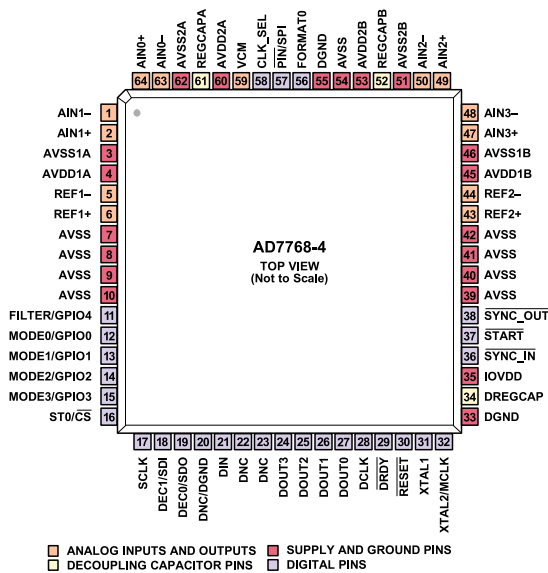 AIN0+
AIN0–
AVSS2A
REGCAPA
AVDD2A
VCM
CLK_SEL
PIN/SPI
FORMAT0
DGND
AVSS
AVDD2B
REGCAPB
AVSS2B
AIN2–
AIN2+
64 63 62 61 60 59 58 57 56 55 54 53 52 51 50 49
AIN1– 1
AIN1+ 2
AVSS1A 3
AVDD1A 4
REF1– 5
REF1+ 6
AVSS 7
AVSS 8
AVSS 9
AVSS 10
FILTER/GPIO4 11
MODE0/GPIO0 12
MODE1/GPIO1 13
MODE2/GPIO2 14
MODE3/GPIO3 15
ST0/CS 16
AD7768-4
TOP VIEW
(Not to Scale)
48 AIN3–
47 AIN3+
46 AVSS1B
45 AVDD1B
44 REF2–
43 REF2+
42 AVSS
41 AVSS
40 AVSS
39 AVSS
38 SYNC_OUT
37 START
36 SYNC_IN
35 IOVDD
34 DREGCAP
33 DGND
17 18 19 20 21 22 23 24 25 26 27 28 29 30 31 32
SCLK
DEC1/SDI
DEC0/SDO
DNC/DGND
DIN
DNC
DNC
DOUT3
DOUT2
DOUT1
DOUT0
DCLK
DRDY
RESET
XTAL1
XTAL2/MCLK
ANALOG INPUTS AND OUTPUTS
DECOUPLING CAPACITOR PINS
SUPPLY AND GROUND PINS
DIGITAL PINS